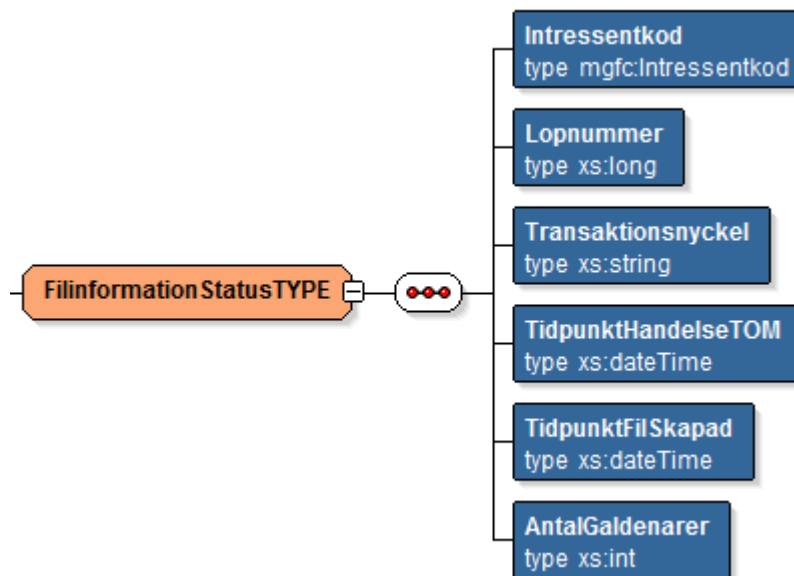 Intressentkod
type mgfc:Intressentkod
Lopnummer
type xs:long
Transaktionsnyckel
type xs:string
FilinformationStatusTYPE
TidpunktHandelseTOM
type xs:dateTime
TidpunktFilSkapad
type xs:dateTime
AntalGaldenarer
type xs:int